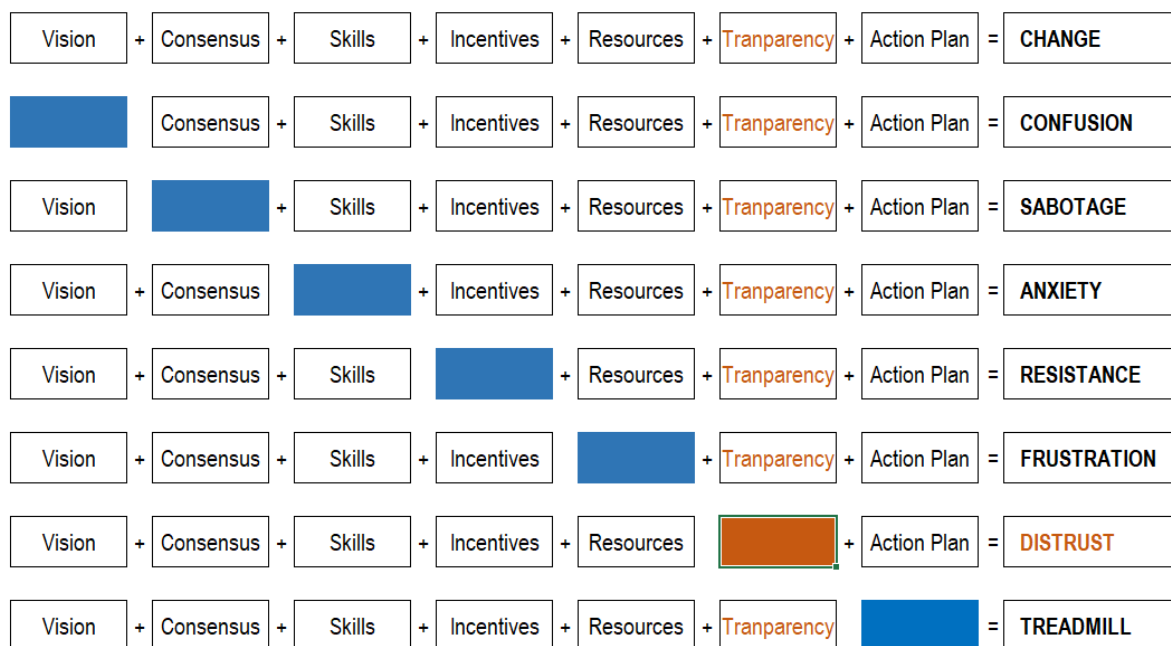 Vision + Consensus + Skills + Incentives + Resources + Tranparency + Action Plan = CHANGE
Consensus + Skills + Incentives + Resources + Tranparency + Action Plan = CONFUSION
Vision + Skills + Incentives + Resources + Tranparency + Action Plan = SABOTAGE
Vision + Consensus + Incentives + Resources + Tranparency + Action Plan = ANXIETY
Vision + Consensus + Skills + Resources + Tranparency + Action Plan = RESISTANCE
Vision + Consensus + Skills + Incentives + Tranparency + Action Plan = FRUSTRATION
Vision + Consensus + Skills + Incentives + Resources + Action Plan = DISTRUST
Vision + Consensus + Skills + Incentives + Resources + Tranparency = TREADMILL